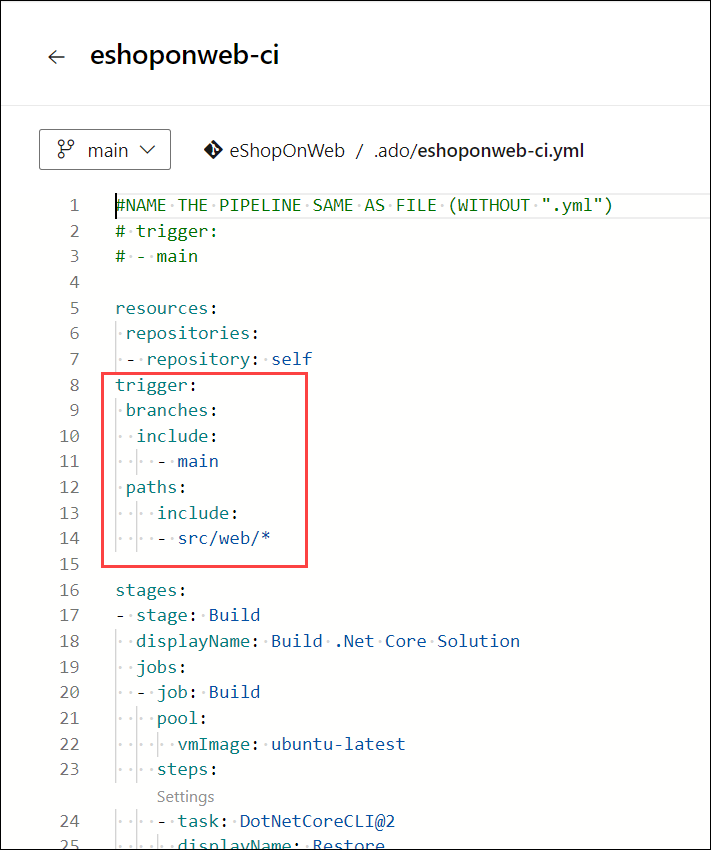 eshoponweb-ci
main eShopOnWeb / .ado/eshoponweb-ci.yml
1 #NAME THE PIPELINE SAME AS FILE (WITHOUT ".yml")
2 # trigger:
3 # - main
4
5 resources:
6  repositories:
7  - repository: self
8 trigger:
9  branches:
10   include:
11     - main
12  paths:
13     include:
14     - src/web/*
15
16 stages:
17 - stage: Build
18   displayName: Build .Net Core Solution
19   jobs:
20   - job: Build
21     pool:
22       vmImage: ubuntu-latest
23     steps:
Settings
24     - task: DotNetCoreCLI@2
25       displayName: Restore